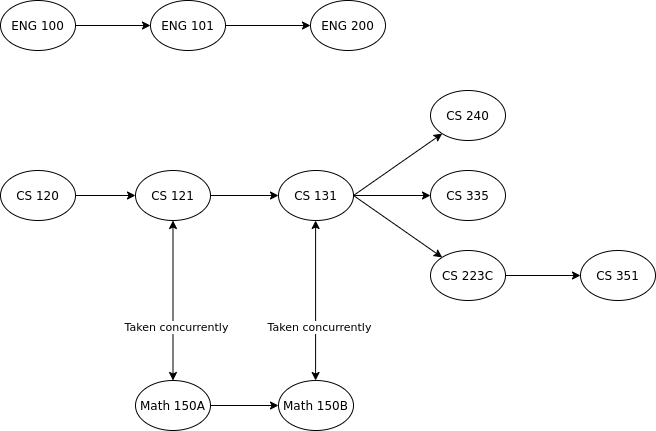 ENG 100
ENG 101
ENG 200
CS 240
CS 120
CS 121
CS 131
CS 335
CS 223C
CS 351
Taken concurrently
Taken concurrently
Math 150A
Math 150B